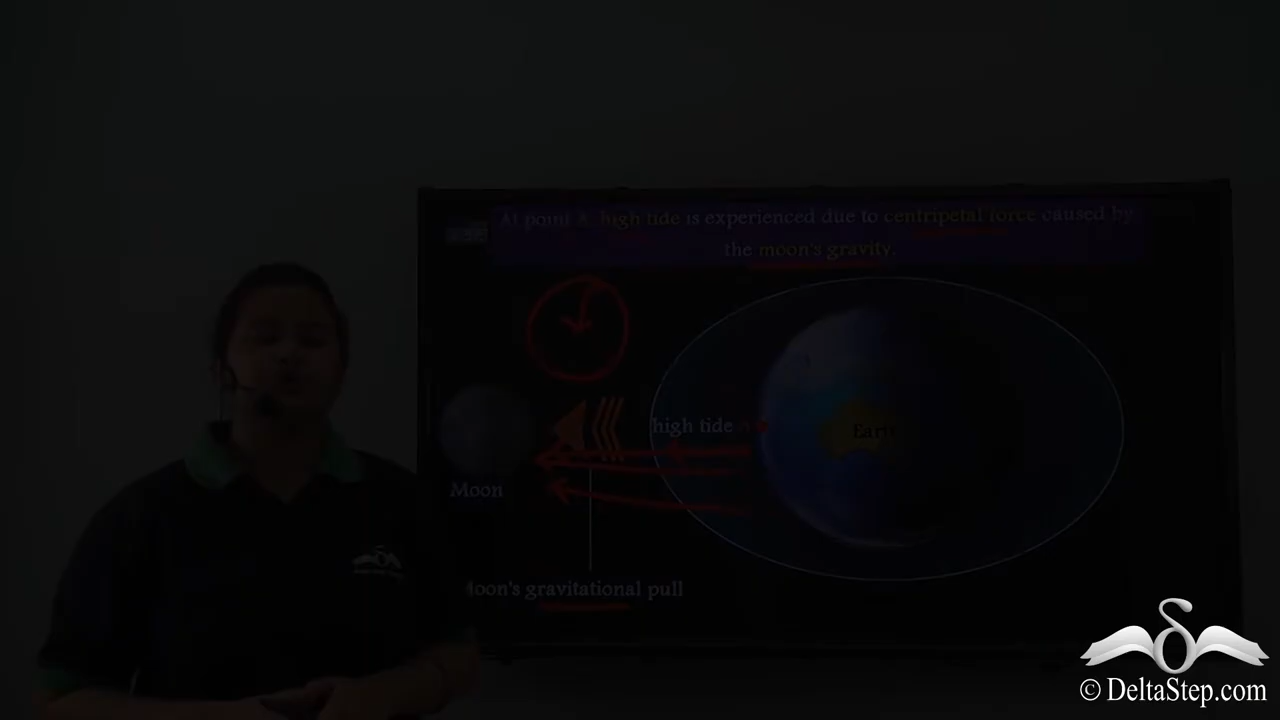 At point A, high tide is experienced due to centripetal force caused by
the moon's gravity.
high tide A
Earth
Moon
Moon's gravitational pull
© DeltaStep.com